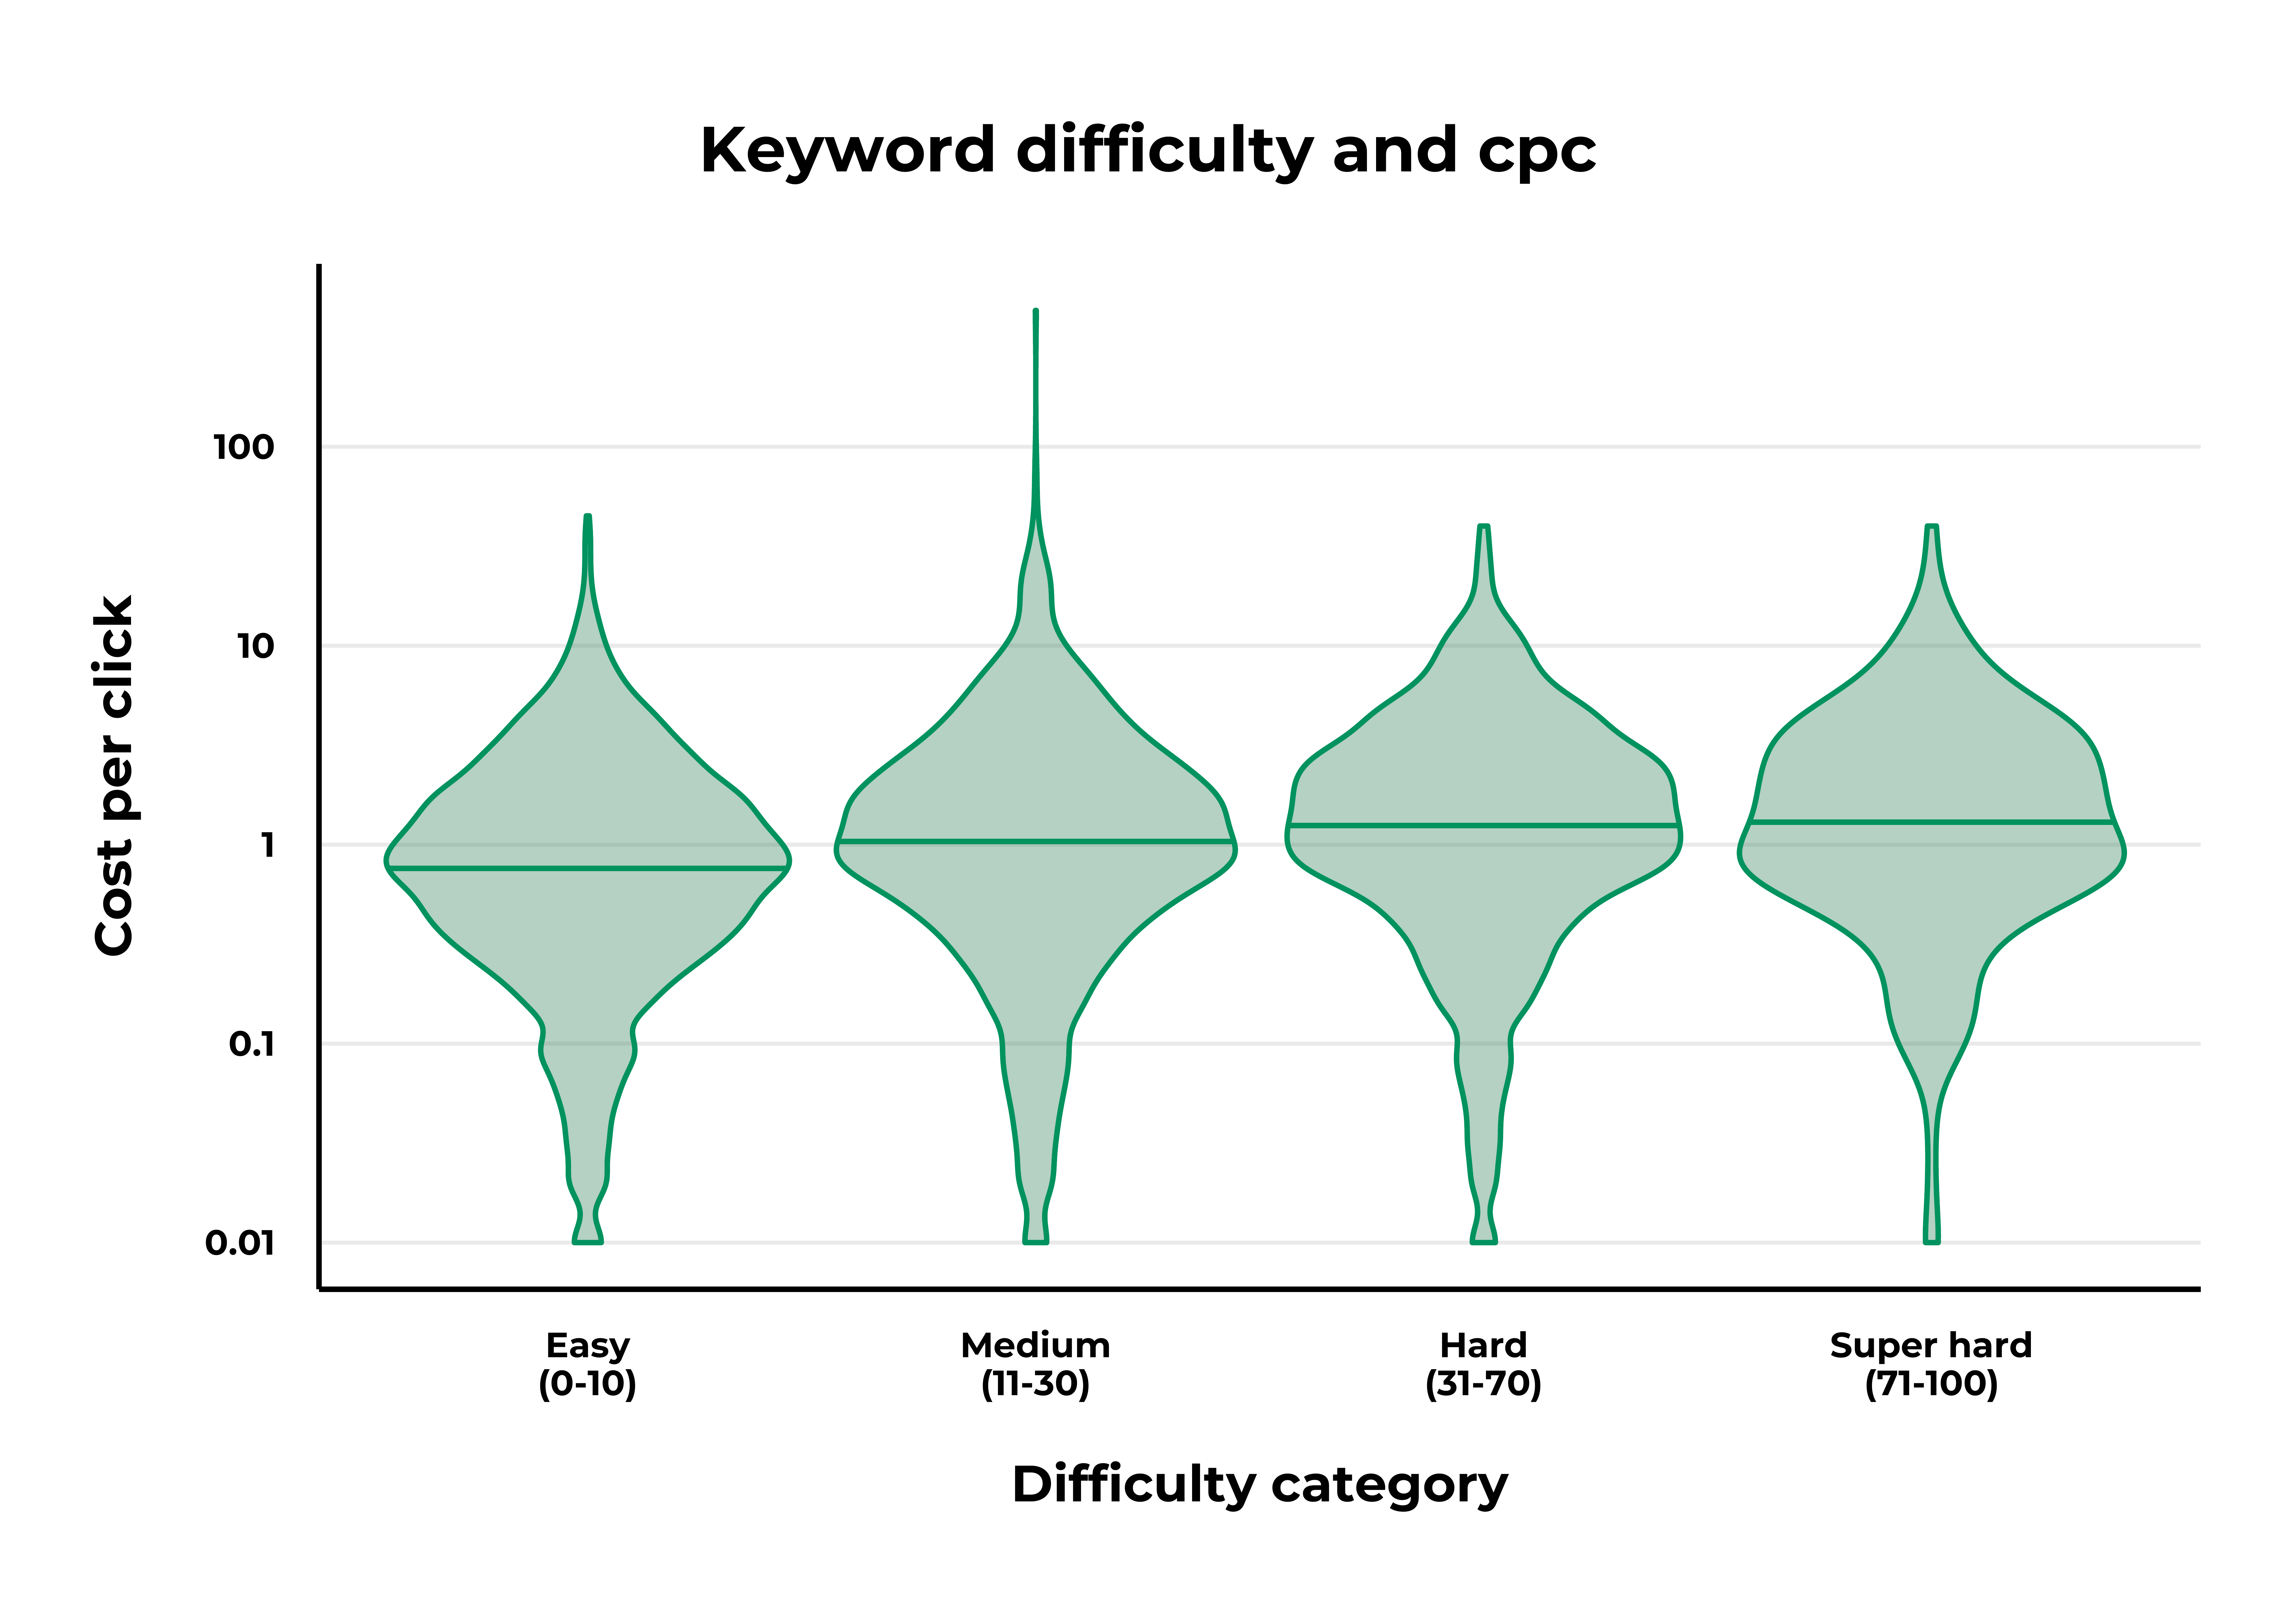 Keyword difficulty and cpc
Cost per click
100
10
1
0.1
0.01
Easy
(0-10)
Medium
(11-30)
Hard
(31-70)
Super hard
(71-100)
Difficulty category